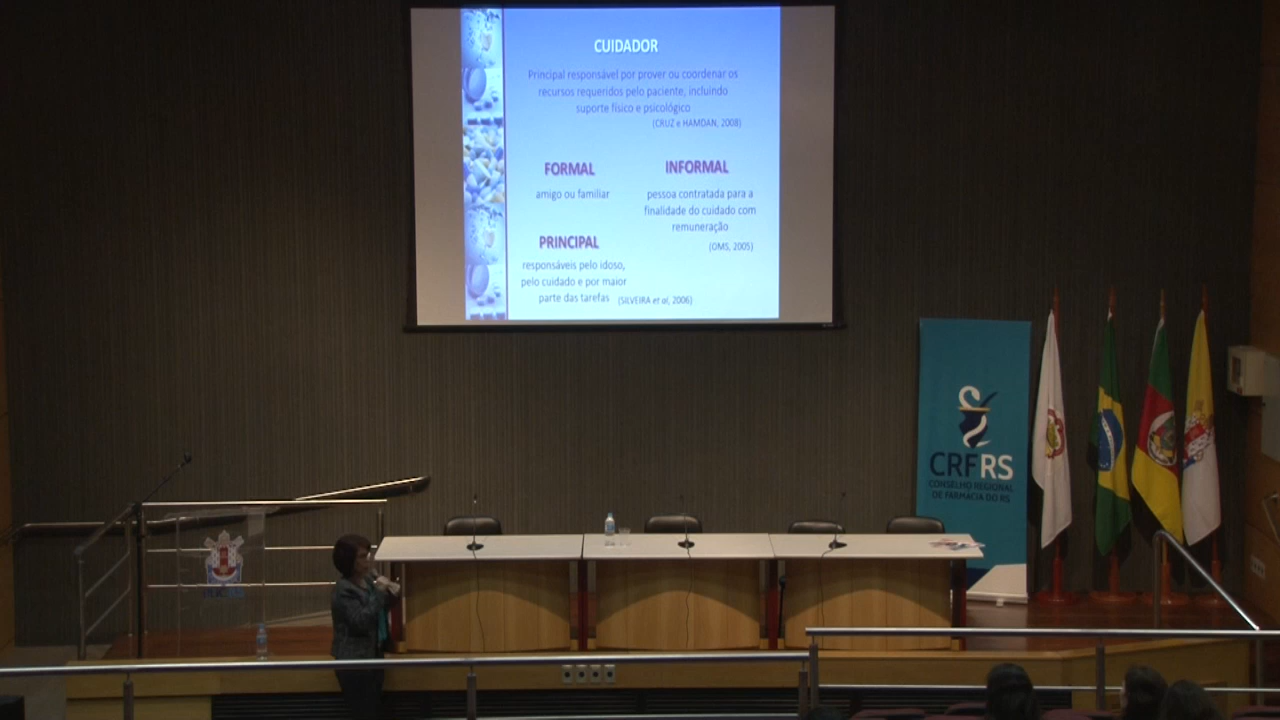 CUIDADOR
Principal responsável por prover ou coordenar os
recursos requeridos pelo paciente, incluindo
suporte físico e psicológico
(CRUZ e HAMDAN, 2008)
FORMAL
amigo ou familiar
INFORMAL
pessoa contratada para a
finalidade do cuidado com
remuneração
(OMS, 2005)
PRINCIPAL
responsáveis pelo idoso,
pelo cuidado e por maior
parte das tarefas
(SILVEIRA et al, 2006)
CRFRS
CONSELHO REGIONAL
DE FARMÁCIA DO RS